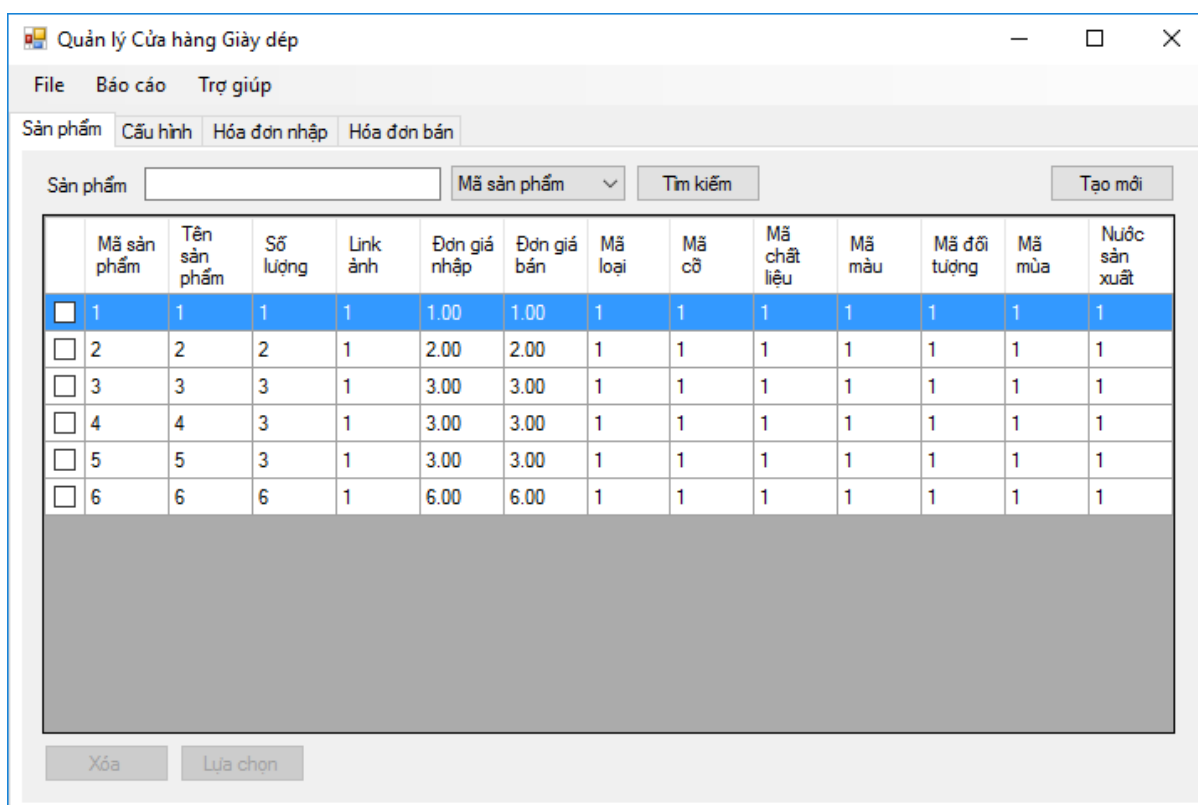 Quản lý Cửa hàng Giày dép
File Báo cáo Trợ giúp
Sản phẩm Cấu hình Hóa đơn nhập Hóa đơn bán
Sản phẩm Mã sản phẩm Tìm kiếm Tạo mới
Mã sản phẩm Tên sản phẩm Số lượng Link ảnh Đơn giá nhập Đơn giá bán Mã loại Mã cỡ Mã chất liệu Mã màu Mã đối tượng Mã mùa Nước sản xuất
1 1 1 1 1.00 1.00 1 1 1 1 1 1 1
2 2 2 1 2.00 2.00 1 1 1 1 1 1 1
3 3 3 1 3.00 3.00 1 1 1 1 1 1 1
4 4 3 1 3.00 3.00 1 1 1 1 1 1 1
5 5 3 1 3.00 3.00 1 1 1 1 1 1 1
6 6 6 1 6.00 6.00 1 1 1 1 1 1 1
Xóa Lựa chọn